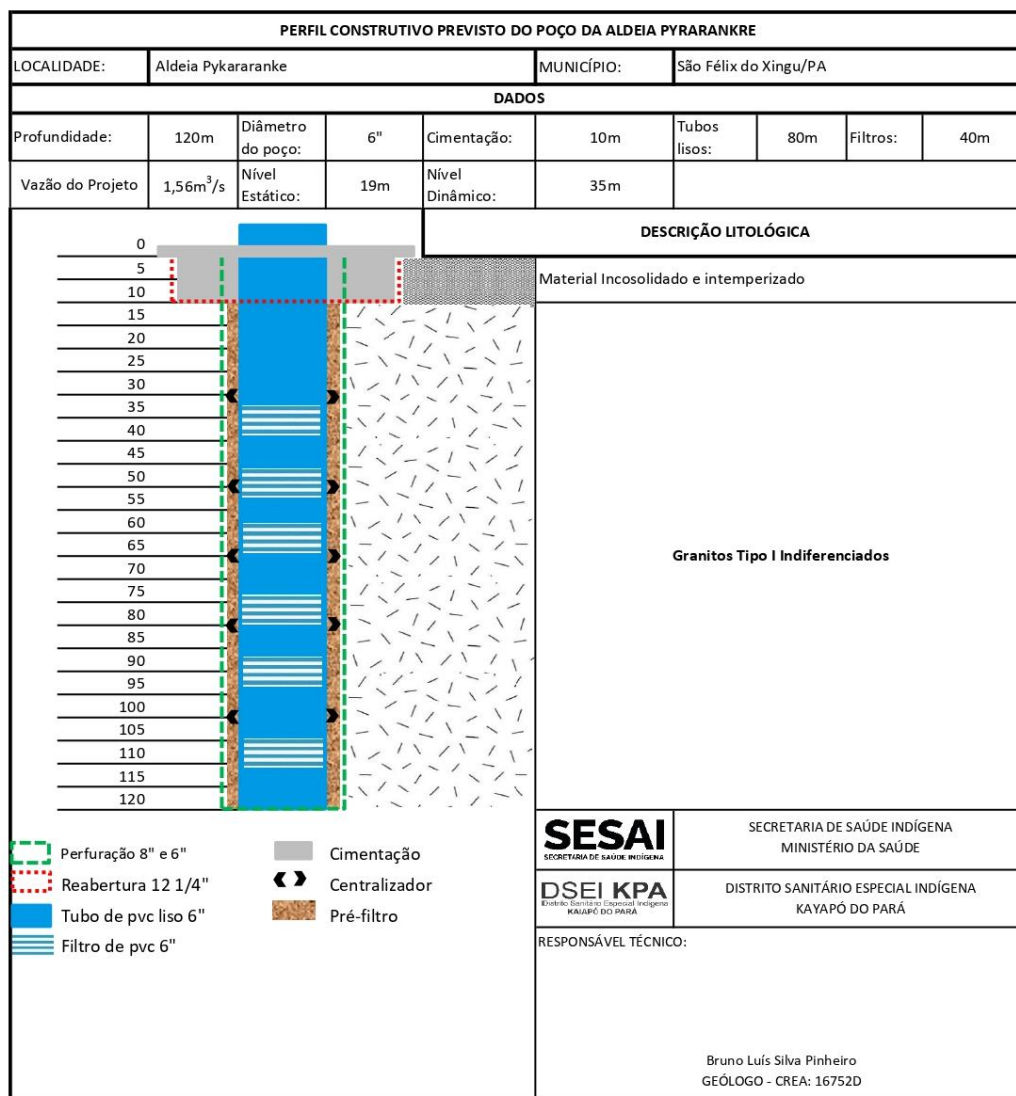 PERFIL CONSTRUTIVO PREVISTO DO POÇO DA ALDEIA PYRARANKRE
LOCALIDADE: Aldeia Pykararanke MUNICÍPIO: São Félix do Xingu/PA
DADOS
Profundidade: 120m Diâmetro do poço: 6" Cimentação: 10m Tubos lisos: 80m Filtros: 40m
Vazão do Projeto 1,56m³/s Nível Estático: 19m Nível Dinâmico: 35m
DESCRIÇÃO LITOLÓGICA
0
5
10
15
20
25
30
35
40
45
50
55
60
65
70
75
80
85
90
95
100
105
110
115
120
Material Incosolidado e intemperizado
Granitos Tipo I Indiferenciados
Perfuração 8" e 6"
Reabertura 12 1/4"
Tubo de pvc liso 6"
Filtro de pvc 6"
Cimentação
Centralizador
Pré-filtro
SESAI
SECRETARIA DE SAÚDE INDÍGENA
SECRETARIA DE SAÚDE INDÍGENA
MINISTÉRIO DA SAÚDE
DSEI KPA
Distrito Sanitário Especial Indígena
KAIAPÓ DO PARÁ
DISTRITO SANITÁRIO ESPECIAL INDÍGENA
KAYAPÓ DO PARÁ
RESPONSÁVEL TÉCNICO:
Bruno Luís Silva Pinheiro
GEÓLOGO - CREA: 16752D